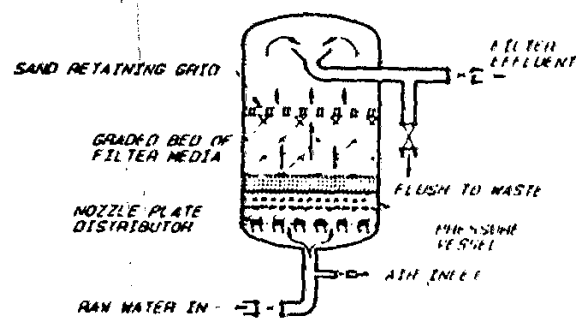 FILTER
EFFLUENT
SAND RETAINING GRID
GRADED BED OF
FILTER MEDIA
FLUSH TO WASTE
NOZZLE PLATE
DISTRIBUTOR
PRESSURE
VESSEL
AIR INLET
RAW WATER IN